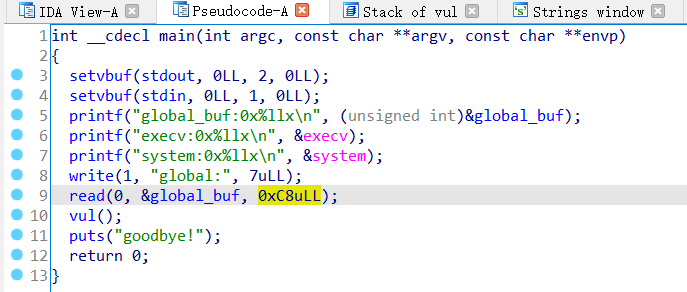 IDA View-A Pseudocode-A Stack of vul Strings window
1 int __cdecl main(int argc, const char **argv, const char **envp)
2 {
3 setvbuf(stdout, 0LL, 2, 0LL);
4 setvbuf(stdin, 0LL, 1, 0LL);
5 printf("global_buf:0x%llx\n", (unsigned int)&global_buf);
6 printf("execv:0x%llx\n", &execv);
7 printf("system:0x%llx\n", &system);
8 write(1, "global:", 7uLL);
9 read(0, &global_buf, 0xC8uLL);
10 vul();
11 puts("goodbye!");
12 return 0;
13 }